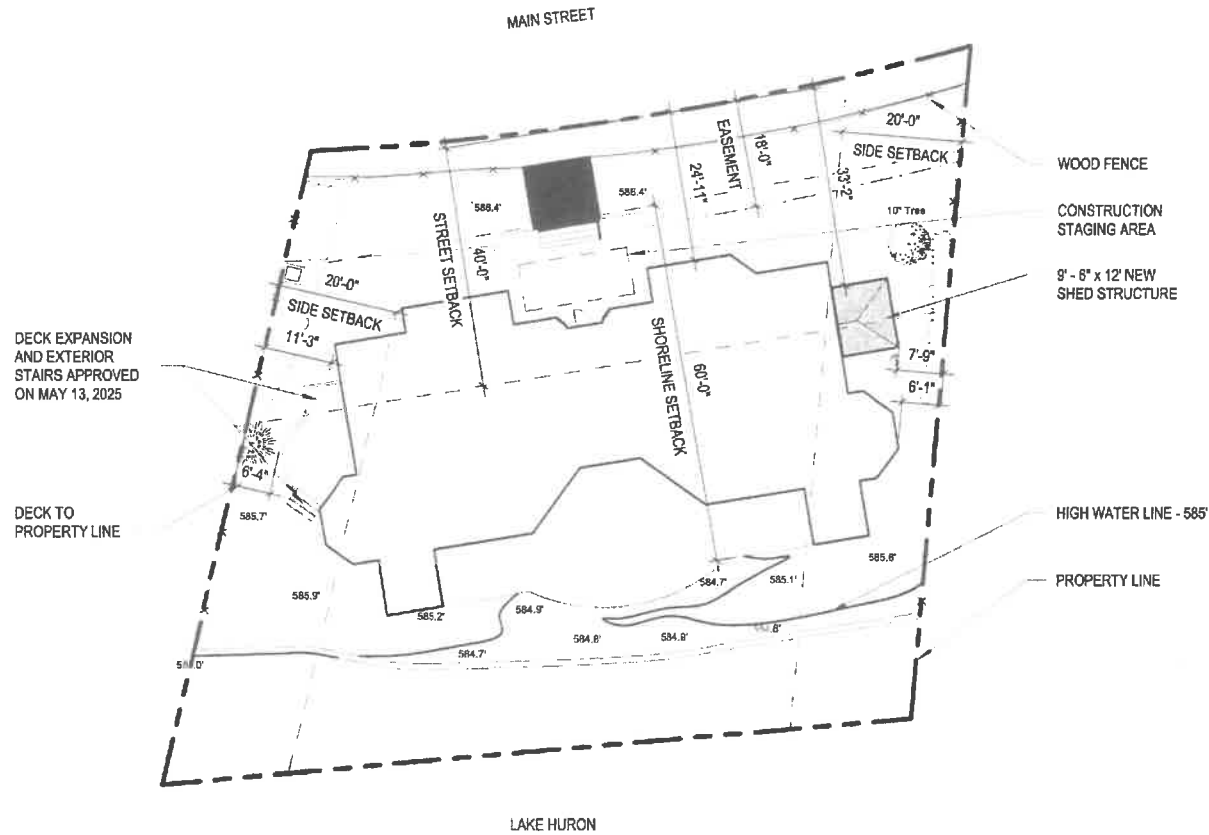 MAIN STREET
EASEMENT
18'-0"
24'-11"
33'-2"
20'-0"
SIDE SETBACK
WOOD FENCE
586.4'
586.4'
10" Tree
CONSTRUCTION
STAGING AREA
STREET SETBACK
40'-0"
9' - 6" x 12' NEW
SHED STRUCTURE
20'-0"
SIDE SETBACK
11'-3"
DECK EXPANSION
AND EXTERIOR
STAIRS APPROVED
ON MAY 13, 2025
SHORELINE SETBACK
60'-0"
7'-9"
6'-1"
6'-4"
585.7'
DECK TO
PROPERTY LINE
HIGH WATER LINE - 585'
585.6'
584.7'
585.1'
PROPERTY LINE
585.9'
585.2'
584.9'
584.8'
584.9'
584.7'
LAKE HURON